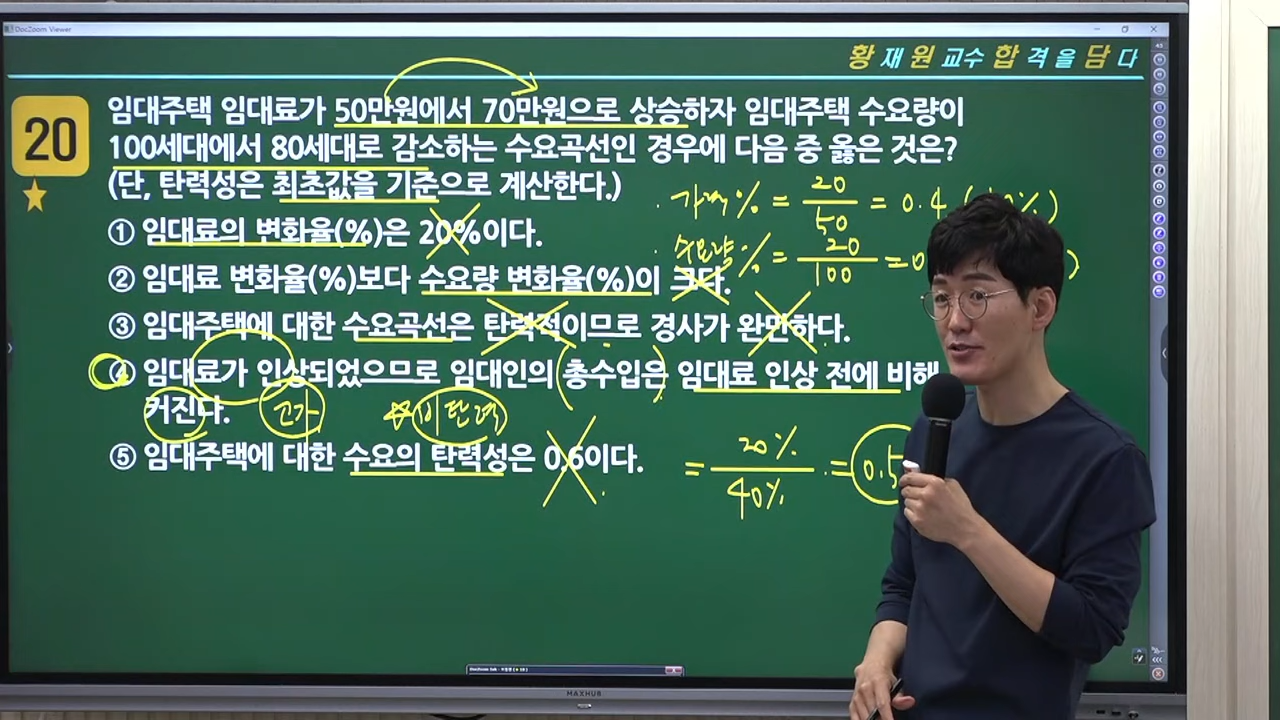 DocZoom Viewer
황재원교수 합격을 담다
20
임대주택 임대료가 50만원에서 70만원으로 상승하자 임대주택 수요량이
100세대에서 80세대로 감소하는 수요곡선인 경우에 다음 중 옳은 것은?
(단, 탄력성은 최초값을 기준으로 계산한다.)
가격% = 20/50 = 0.4 (%)
① 임대료의 변화율(%)은 20%이다.
수요량% = 20/100 = 0
② 임대료 변화율(%)보다 수요량 변화율(%)이 크다.
③ 임대주택에 대한 수요곡선은 탄력적이므로 경사가 완만하다.
④ 임대료가 인상되었으므로 임대인의 총수입은 임대료 인상 전에 비해
커진다.
고가 ☆비탄력
⑤ 임대주택에 대한 수요의 탄력성은 0.6이다.
= 20%/40% = 0.5
MAXHUB